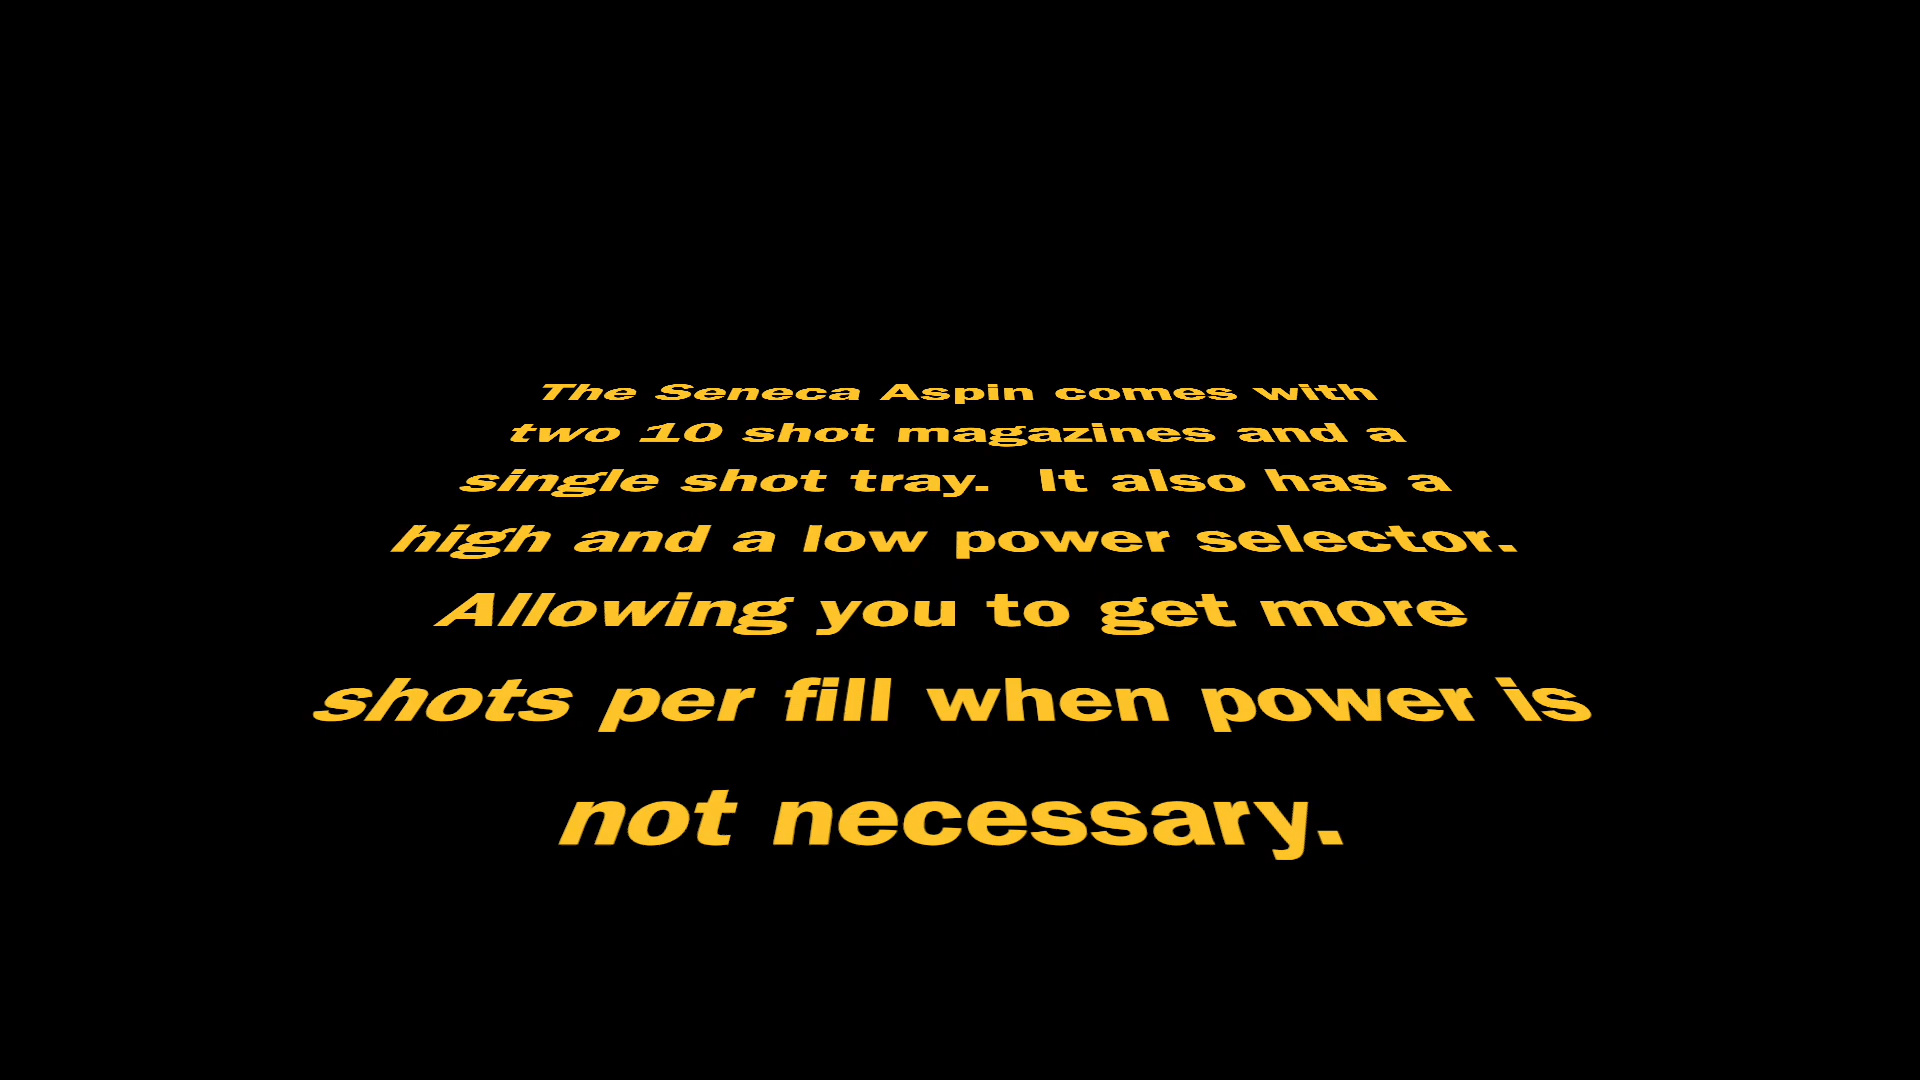 The Seneca Aspin comes with
two 10 shot magazines and a
single shot tray.  It also has a
high and a low power selector.
Allowing you to get more
shots per fill when power is
not necessary.